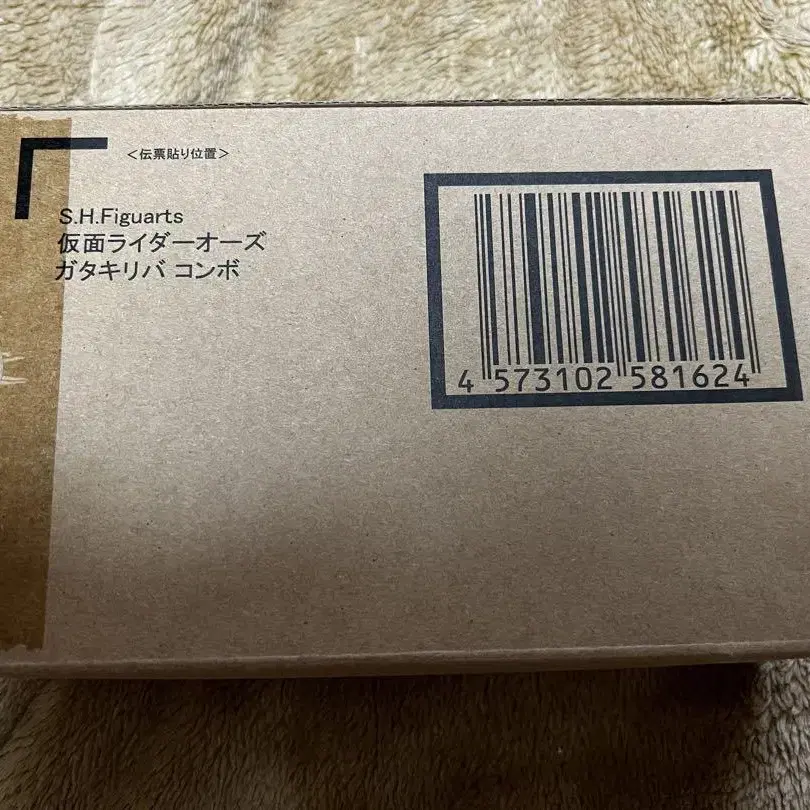 ＜伝票貼り位置＞
S.H.Figuarts
仮面ライダーオーズ
ガタキリバ コンボ
4 573102 581624